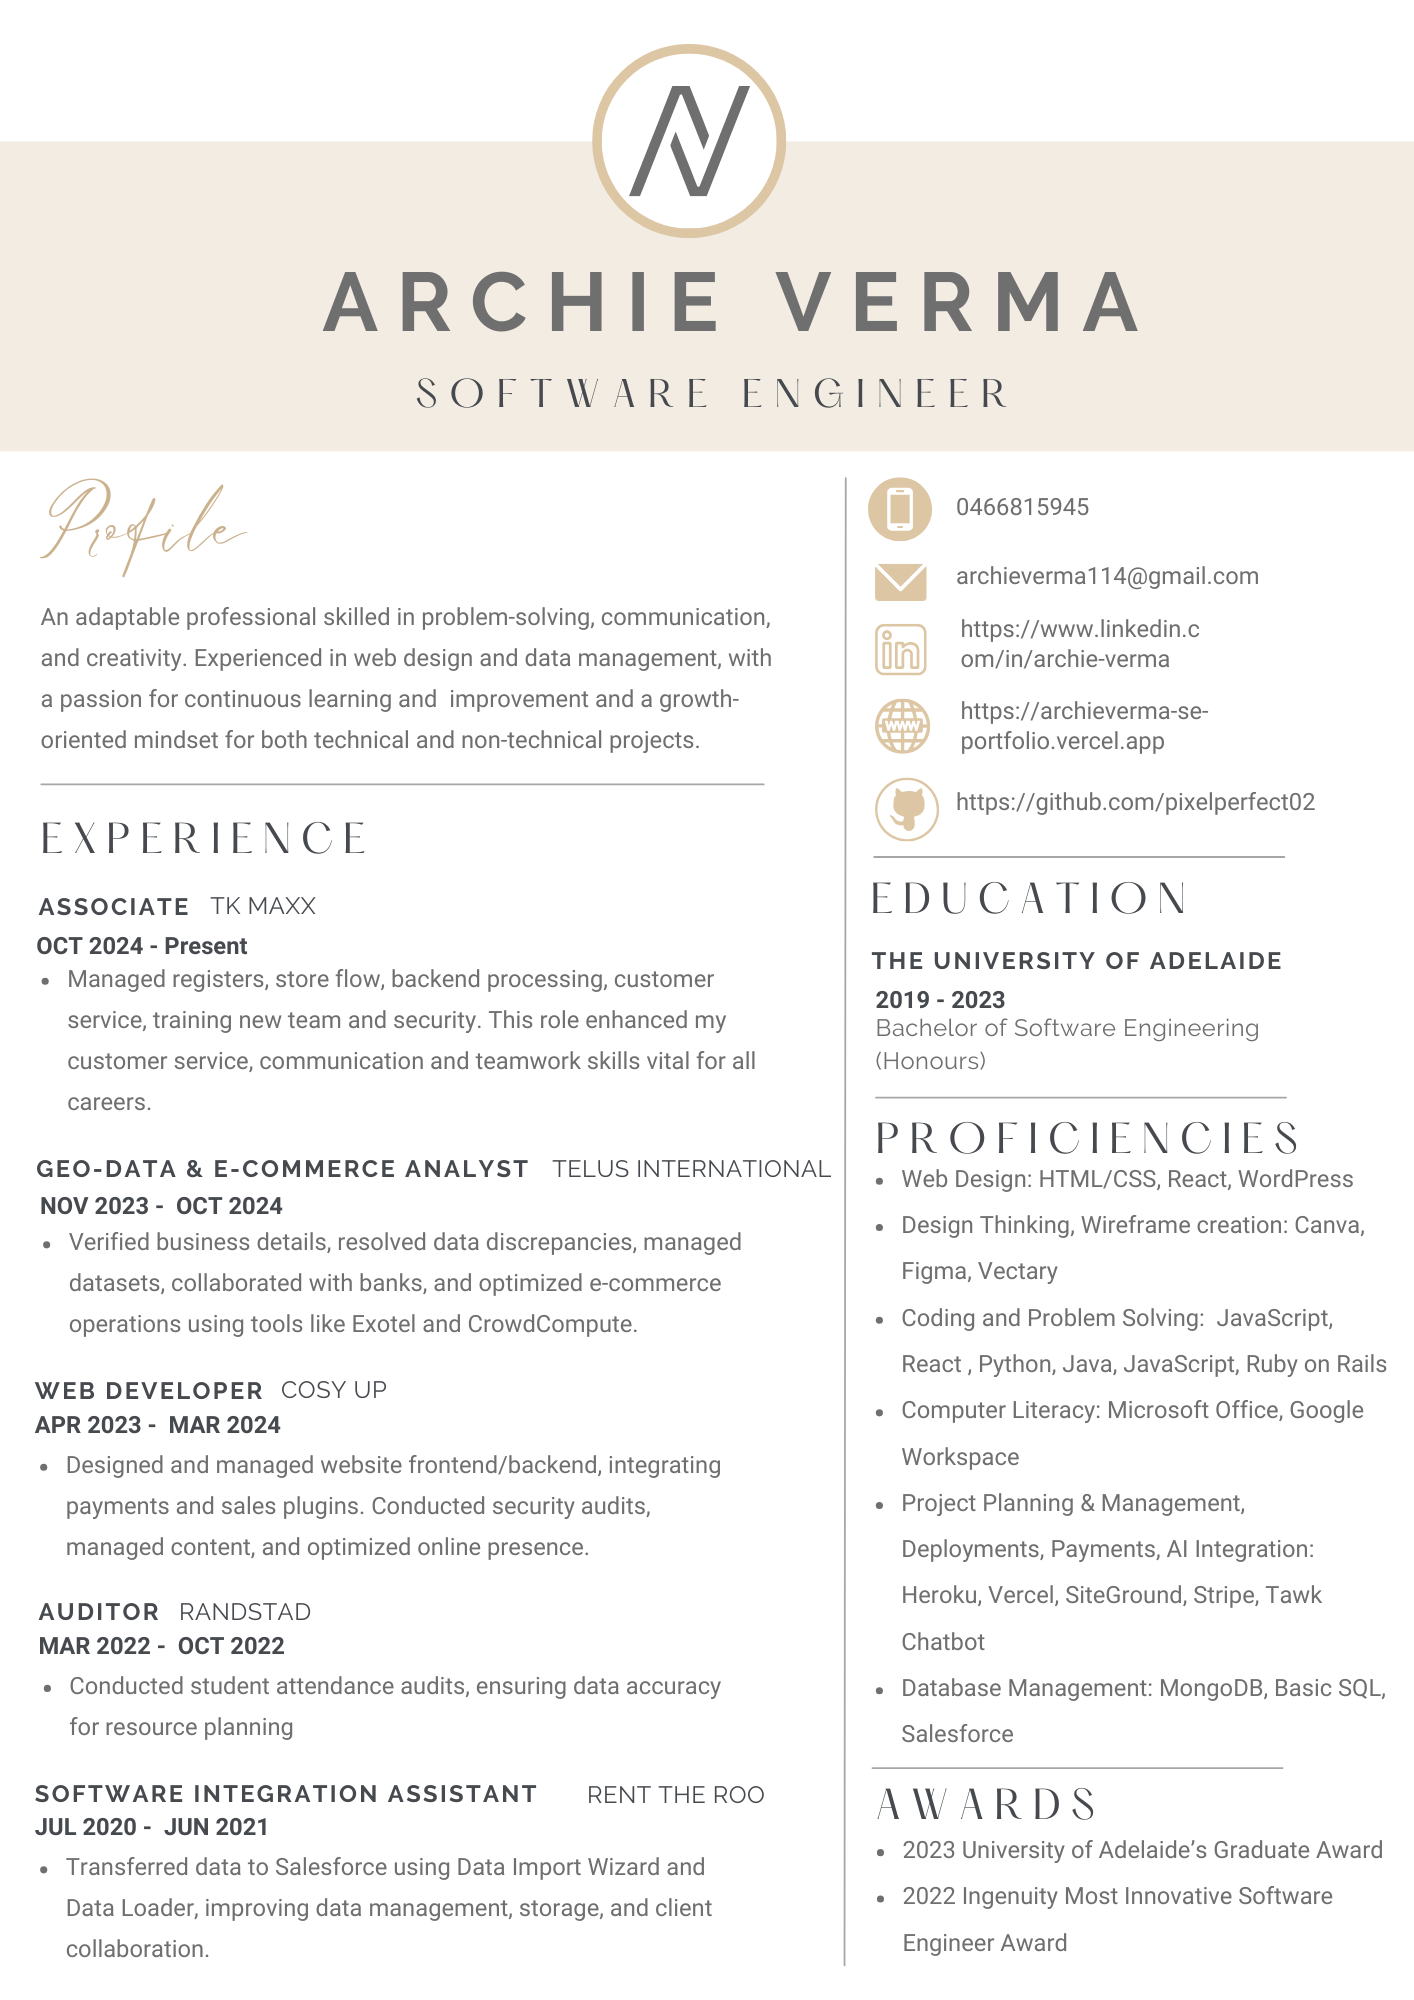 ARCHIE VERMA
SOFTWARE ENGINEER
Profile
An adaptable professional skilled in problem-solving, communication,
and creativity. Experienced in web design and data management, with
a passion for continuous learning and  improvement and a growth-
oriented mindset for both technical and non-technical projects.
EXPERIENCE
ASSOCIATE TK MAXX
OCT 2024 - Present
• Managed registers, store flow, backend processing, customer
service, training new team and security. This role enhanced my
customer service, communication and teamwork skills vital for all
careers.
GEO-DATA & E-COMMERCE ANALYST TELUS INTERNATIONAL
NOV 2023 -  OCT 2024
• Verified business details, resolved data discrepancies, managed
datasets, collaborated with banks, and optimized e-commerce
operations using tools like Exotel and CrowdCompute.
WEB DEVELOPER COSY UP
APR 2023 -  MAR 2024
• Designed and managed website frontend/backend, integrating
payments and sales plugins. Conducted security audits,
managed content, and optimized online presence.
AUDITOR RANDSTAD
MAR 2022 -  OCT 2022
• Conducted student attendance audits, ensuring data accuracy
for resource planning
SOFTWARE INTEGRATION ASSISTANT RENT THE ROO
JUL 2020 -  JUN 2021
• Transferred data to Salesforce using Data Import Wizard and
Data Loader, improving data management, storage, and client
collaboration.
0466815945
archieverma114@gmail.com
in
https://www.linkedin.c
om/in/archie-verma
WWW
https://archieverma-se-
portfolio.vercel.app
https://github.com/pixelperfect02
EDUCATION
THE UNIVERSITY OF ADELAIDE
2019 - 2023
Bachelor of Software Engineering
(Honours)
PROFICIENCIES
• Web Design: HTML/CSS, React, WordPress
• Design Thinking, Wireframe creation: Canva,
Figma, Vectary
• Coding and Problem Solving:  JavaScript,
React , Python, Java, JavaScript, Ruby on Rails
• Computer Literacy: Microsoft Office, Google
Workspace
• Project Planning & Management,
Deployments, Payments, AI Integration:
Heroku, Vercel, SiteGround, Stripe, Tawk
Chatbot
• Database Management: MongoDB, Basic SQL,
Salesforce
AWARDS
• 2023 University of Adelaide’s Graduate Award
• 2022 Ingenuity Most Innovative Software
Engineer Award